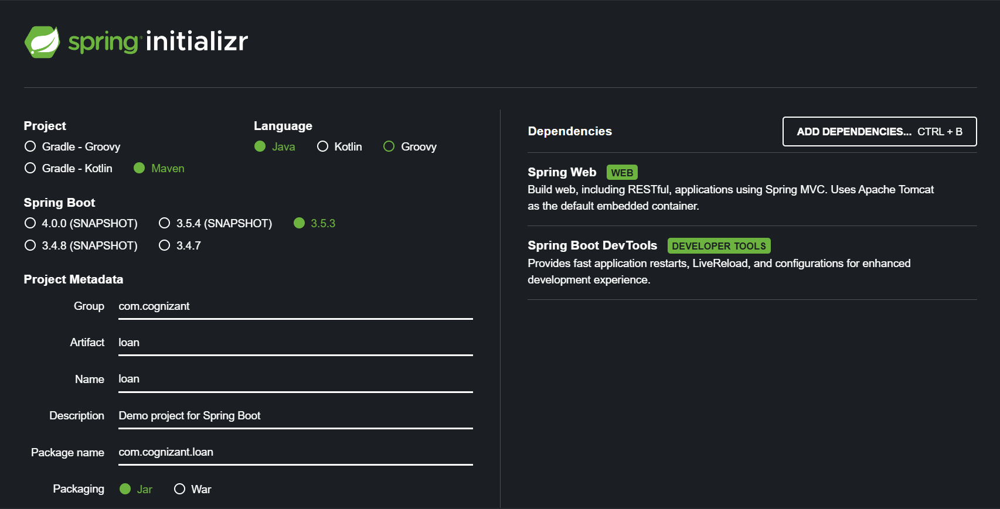 spring initializr
Project
Gradle - Groovy
Gradle - Kotlin Maven
Language
Java Kotlin Groovy
Spring Boot
4.0.0 (SNAPSHOT) 3.5.4 (SNAPSHOT) 3.5.3
3.4.8 (SNAPSHOT) 3.4.7
Project Metadata
Group com.cognizant
Artifact loan
Name loan
Description Demo project for Spring Boot
Package name com.cognizant.loan
Packaging Jar War
Dependencies ADD DEPENDENCIES... CTRL + B
Spring Web WEB
Build web, including RESTful, applications using Spring MVC. Uses Apache Tomcat
as the default embedded container.
Spring Boot DevTools DEVELOPER TOOLS
Provides fast application restarts, LiveReload, and configurations for enhanced
development experience.